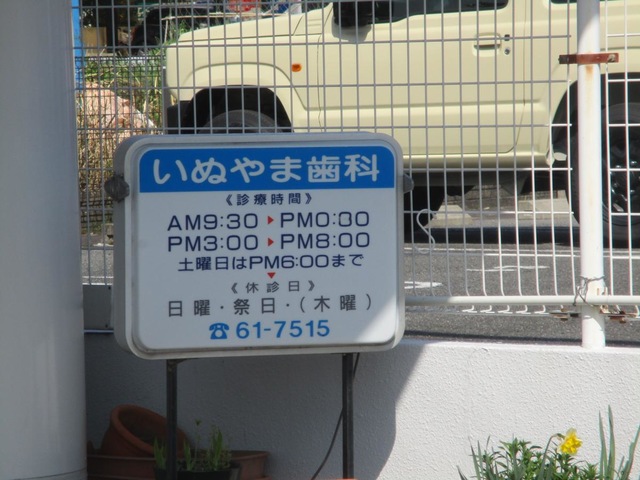 いぬやま歯科
《診療時間》
AM9:30▶PM0:30
PM3:00▶PM8:00
土曜日はPM6:00まで
▼
《休診日》
日曜・祭日・(木曜)
☎61-7515